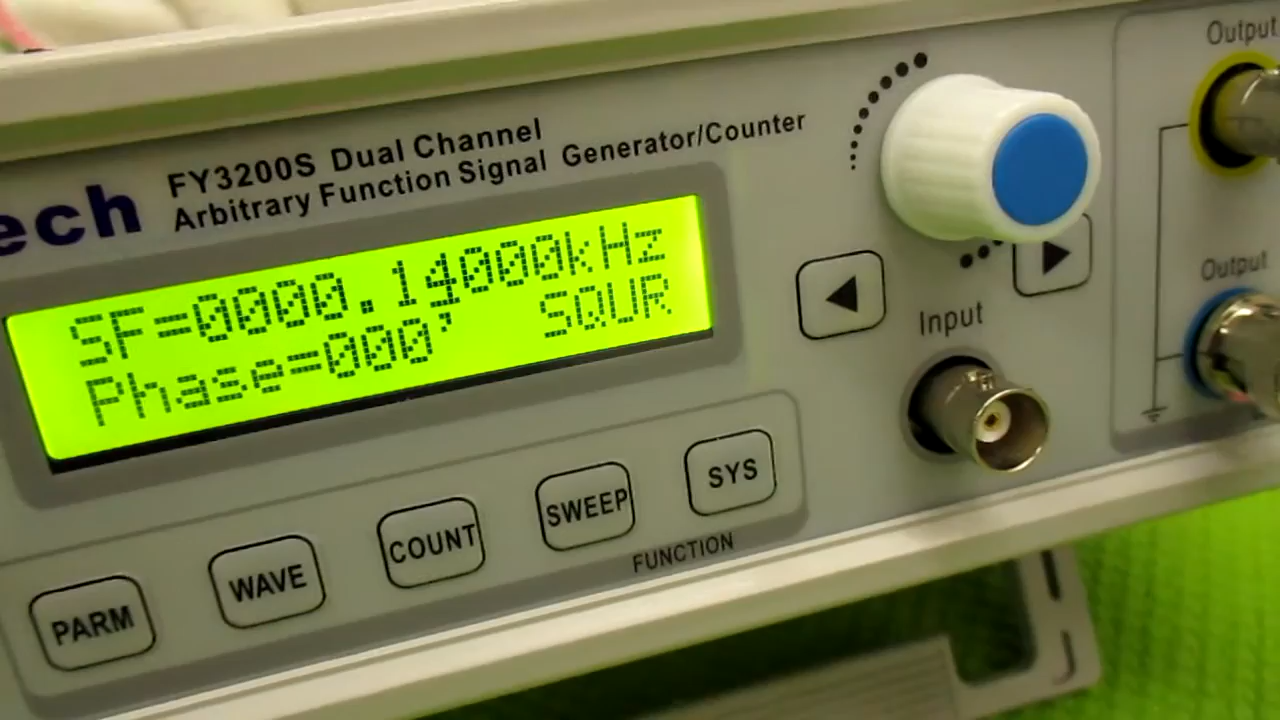 ech
FY3200S Dual Channel
Arbitrary Function Signal Generator/Counter
SF=0000.14000kHz
Phase=000' SQUR
Input
Output
Output
PARM
WAVE
COUNT
SWEEP
SYS
FUNCTION